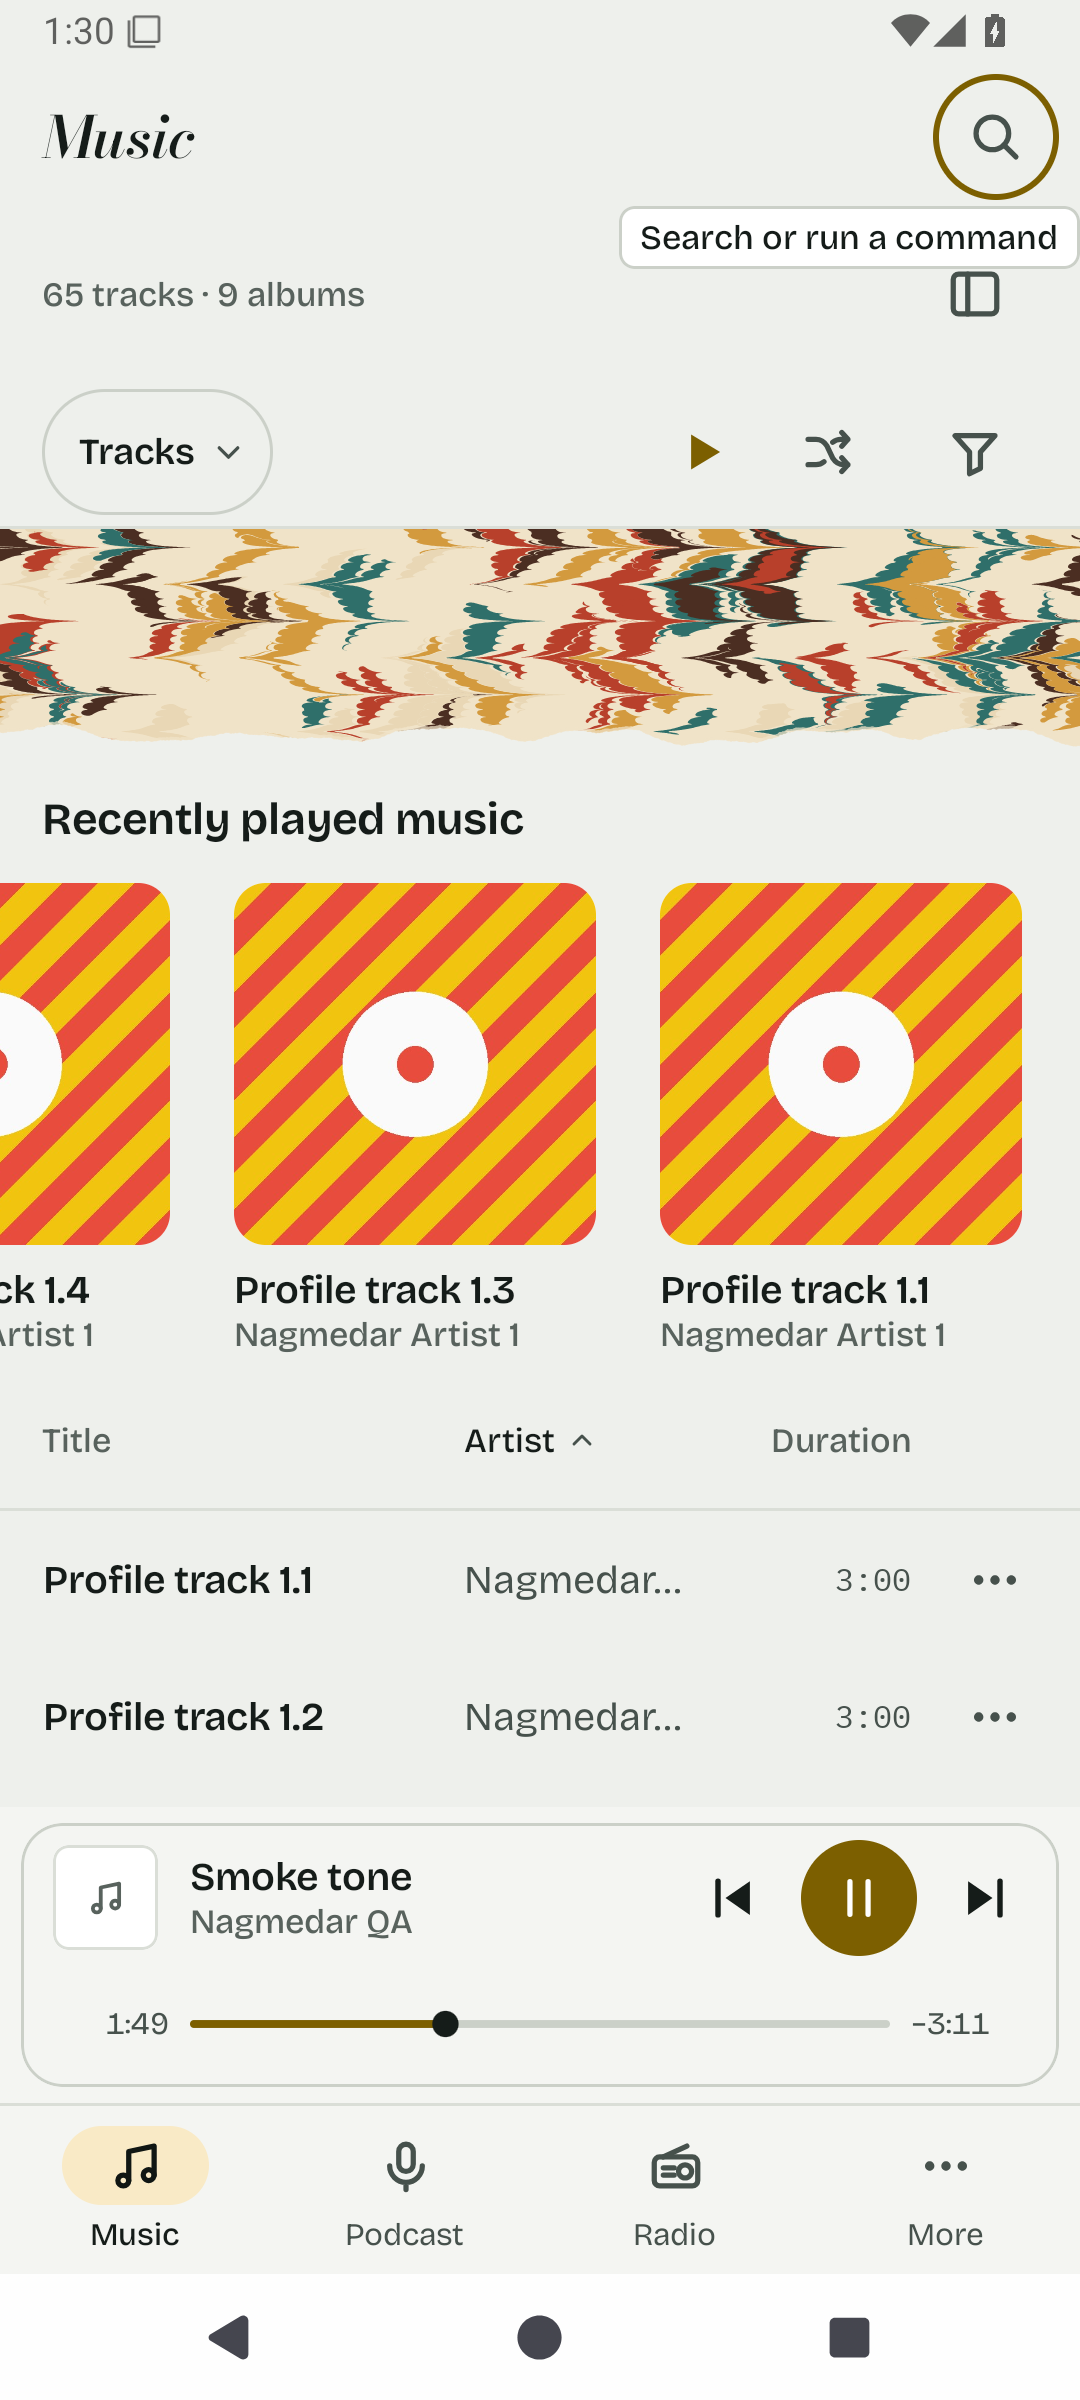 1:30
Music
Search or run a command
65 tracks · 9 albums
Tracks
Recently played music
ck 1.4
Artist 1
Profile track 1.3
Nagmedar Artist 1
Profile track 1.1
Nagmedar Artist 1
Title Artist Duration
Profile track 1.1 Nagmedar... 3:00
Profile track 1.2 Nagmedar... 3:00
Smoke tone
Nagmedar QA
1:49 -3:11
Music Podcast Radio More